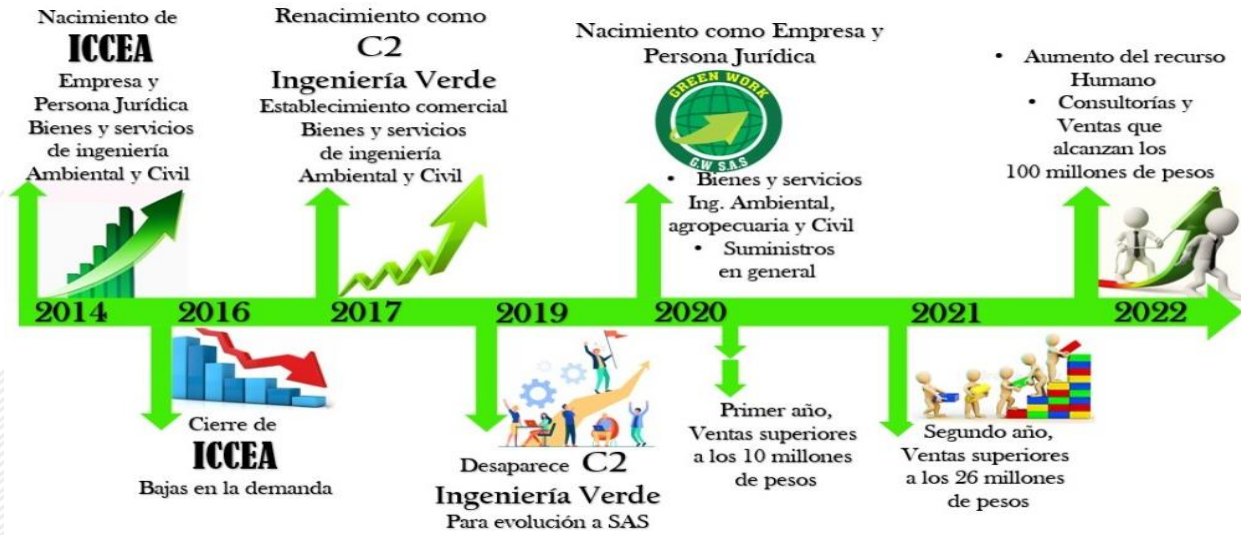 Nacimiento de
ICCEA
Empresa y
Persona Jurídica
Bienes y servicios
de ingeniería
Ambiental y Civil
Renacimiento como
C2
Ingeniería Verde
Establecimiento comercial
Bienes y servicios
de ingeniería
Ambiental y Civil
Nacimiento como Empresa y
Persona Jurídica
GREEN WORK
G.W S.A.S
• Bienes y servicios
Ing. Ambiental,
agropecuaria y Civil
• Suministros
en general
• Aumento del recurso
Humano
• Consultorías y
Ventas que
alcanzan los
100 millones de pesos
2014 2016 2017 2019 2020 2021 2022
Cierre de
ICCEA
Bajas en la demanda
Desaparece C2
Ingeniería Verde
Para evolución a SAS
Primer año,
Ventas superiores
a los 10 millones
de pesos
Segundo año,
Ventas superiores
a los 26 millones
de pesos